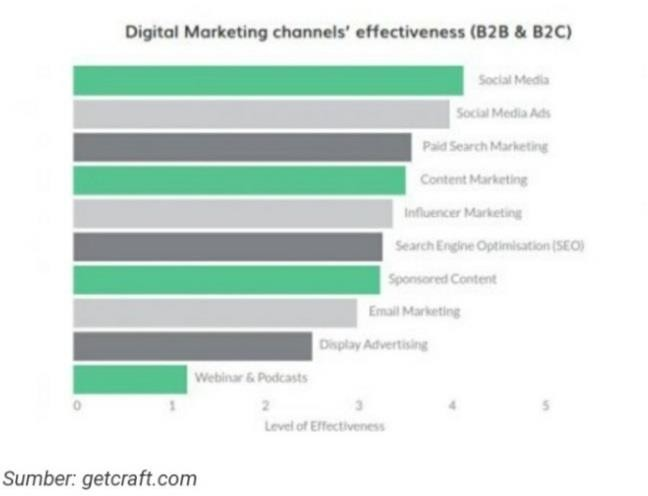 Digital Marketing channels' effectiveness (B2B & B2C)
Social Media
Social Media Ads
Paid Search Marketing
Content Marketing
Influencer Marketing
Search Engine Optimisation (SEO)
Sponsored Content
Email Marketing
Display Advertising
Webinar & Podcasts
0 1 2 3 4 5
Level of Effectiveness
Sumber: getcraft.com